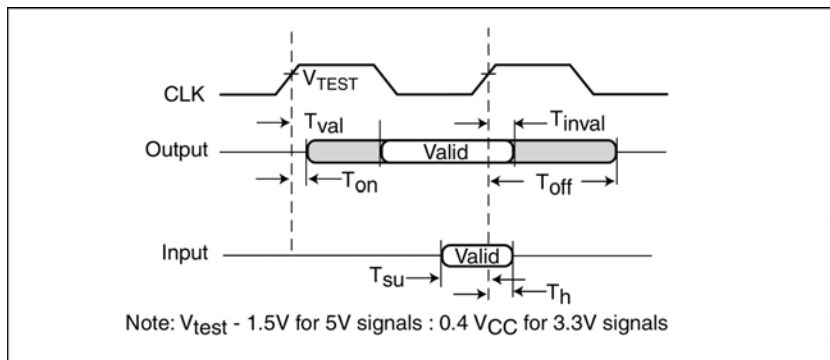 VTEST
CLK
Tval
Tinval
Output
Valid
Ton
Toff
Input
Valid
Tsu
Th
Note: Vtest - 1.5V for 5V signals : 0.4 VCC for 3.3V signals